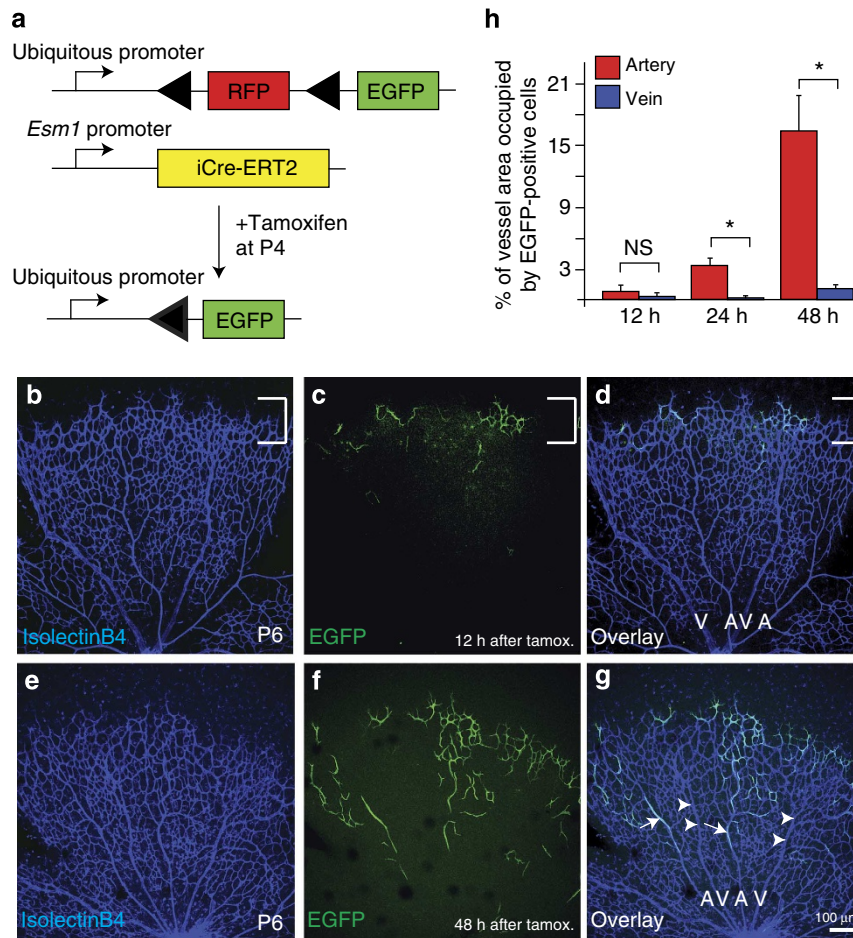 a
Ubiquitous promoter
RFP
EGFP
Esm1 promoter
iCre-ERT2
+Tamoxifen
at P4
Ubiquitous promoter
EGFP
h
% of vessel area occupied
by EGFP-positive cells
Artery
Vein
21
15
9
3
NS
*
*
12 h
24 h
48 h
b
IsolectinB4
P6
c
EGFP
12 h after tamox.
d
V AV A
Overlay
e
IsolectinB4
P6
f
EGFP
48 h after tamox.
g
AV A V
Overlay
100 μm